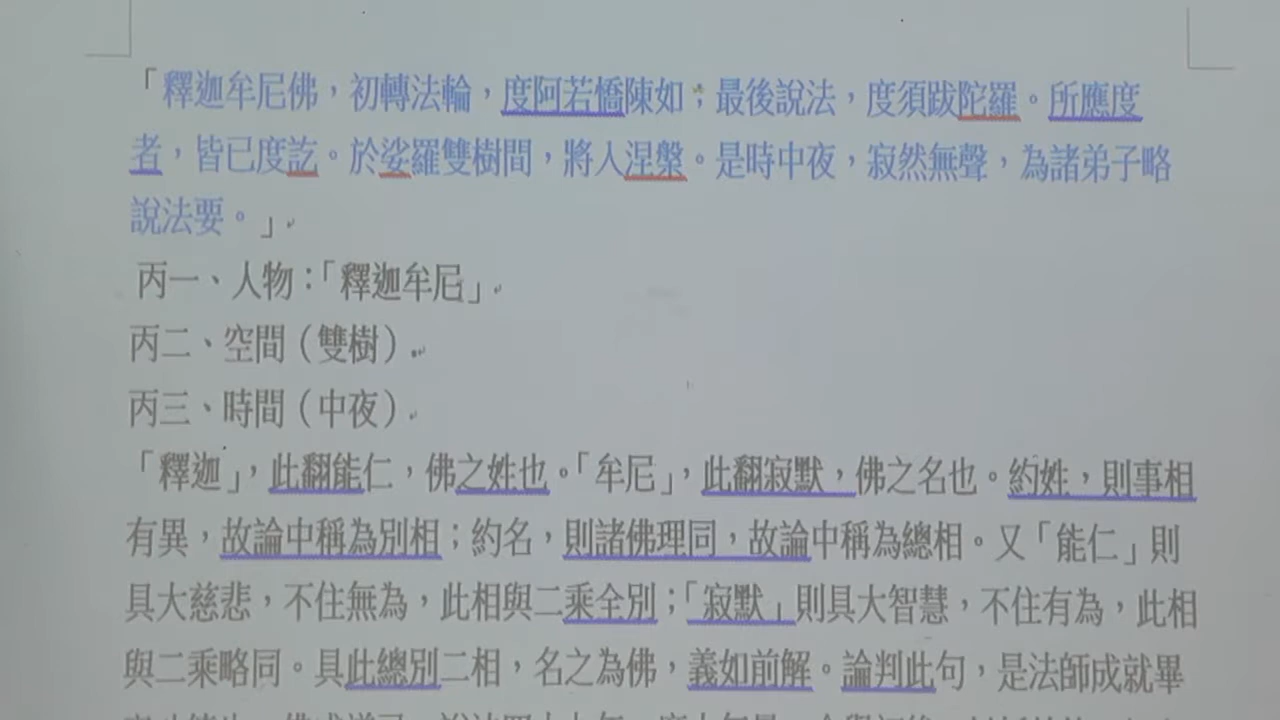 「釋迦牟尼佛，初轉法輪，度阿若憍陳如；最後說法，度須跋陀羅。所應度
者，皆已度訖。於娑羅雙樹間，將入涅槃。是時中夜，寂然無聲，為諸弟子略
說法要。」
丙一、人物：「釋迦牟尼」
丙二、空間（雙樹）
丙三、時間（中夜）
「釋迦」，此翻能仁，佛之姓也。「牟尼」，此翻寂默，佛之名也。約姓，則事相
有異，故論中稱為別相；約名，則諸佛理同，故論中稱為總相。又「能仁」則
具大慈悲，不住無為，此相與二乘全別；「寂默」則具大智慧，不住有為，此相
與二乘略同。具此總別二相，名之為佛，義如前解。論判此句，是法師成就畢